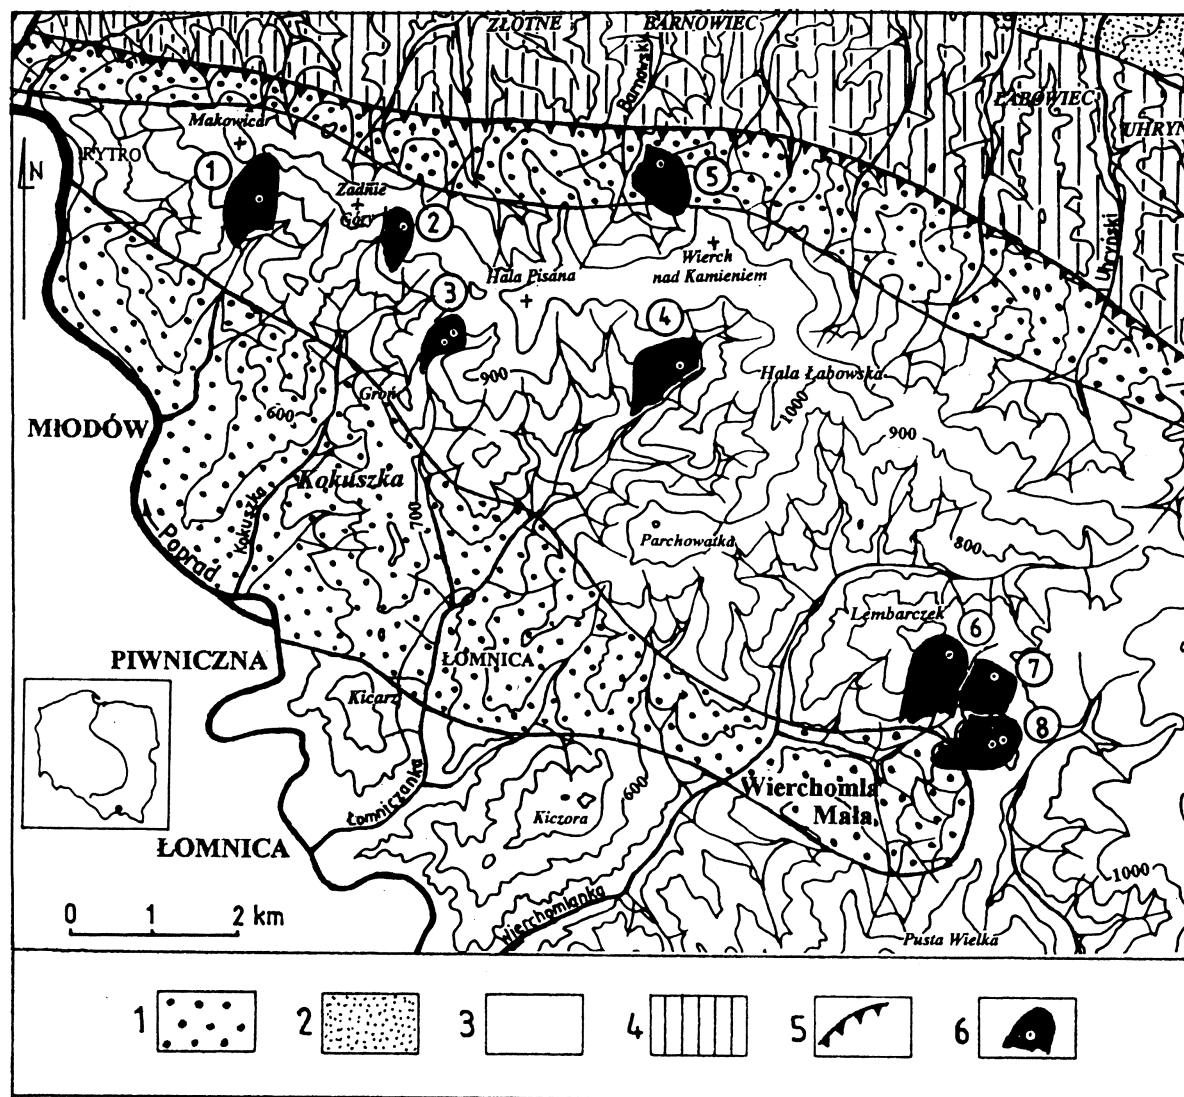 ZŁOTNE
BARNOWIEC
Barnowski
ŁABOWIEC
UHRYN
Makowica
RYTRO
N
1
5
Zadnie
Góry
2
Uhryński
Wierch
nad Kamieniem
Hala Pisana
3
4
900
Hala Łabowska
Groń
1000
600
MŁODÓW
900
Kokuszka
Kokuszka
700
Parchowatka
800
Poprad
Lembarczek
6
PIWNICZNA
ŁOMNICA
7
Kicarz
8
600
Wierchomla
Mała
Łomniczanka
Kiczora
ŁOMNICA
1000
Wierchomlanka
0 1 2 km
Pusta Wielka
1 2 3 4 5 6